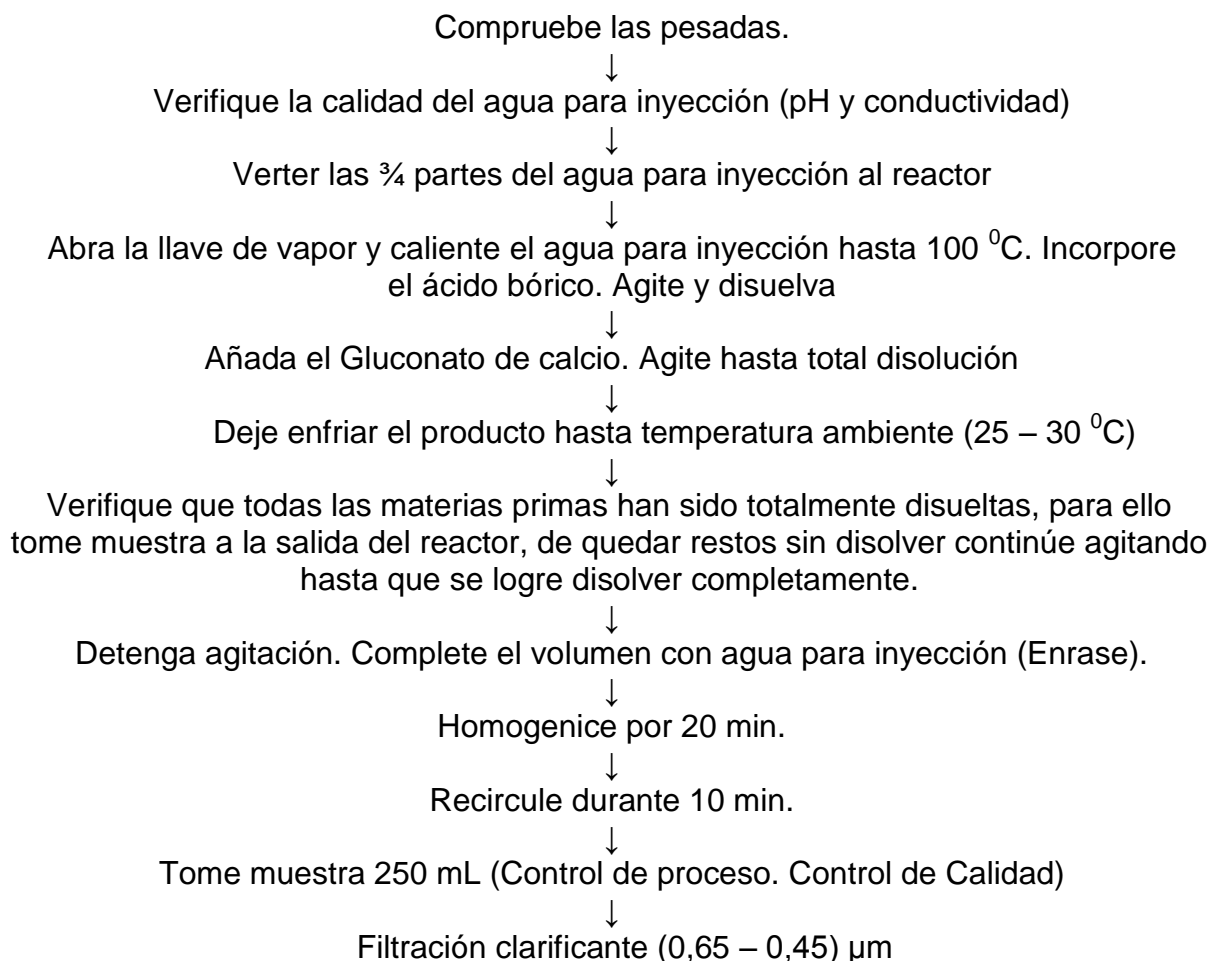 Compruebe las pesadas.
↓
Verifique la calidad del agua para inyección (pH y conductividad)
↓
Verter las ¾ partes del agua para inyección al reactor
↓
Abra la llave de vapor y caliente el agua para inyección hasta 100 ⁰C. Incorpore
el ácido bórico. Agite y disuelva
↓
Añada el Gluconato de calcio. Agite hasta total disolución
↓
Deje enfriar el producto hasta temperatura ambiente (25 – 30 ⁰C)
↓
Verifique que todas las materias primas han sido totalmente disueltas, para ello
tome muestra a la salida del reactor, de quedar restos sin disolver continúe agitando
hasta que se logre disolver completamente.
↓
Detenga agitación. Complete el volumen con agua para inyección (Enrase).
↓
Homogenice por 20 min.
↓
Recircule durante 10 min.
↓
Tome muestra 250 mL (Control de proceso. Control de Calidad)
↓
Filtración clarificante (0,65 – 0,45) µm